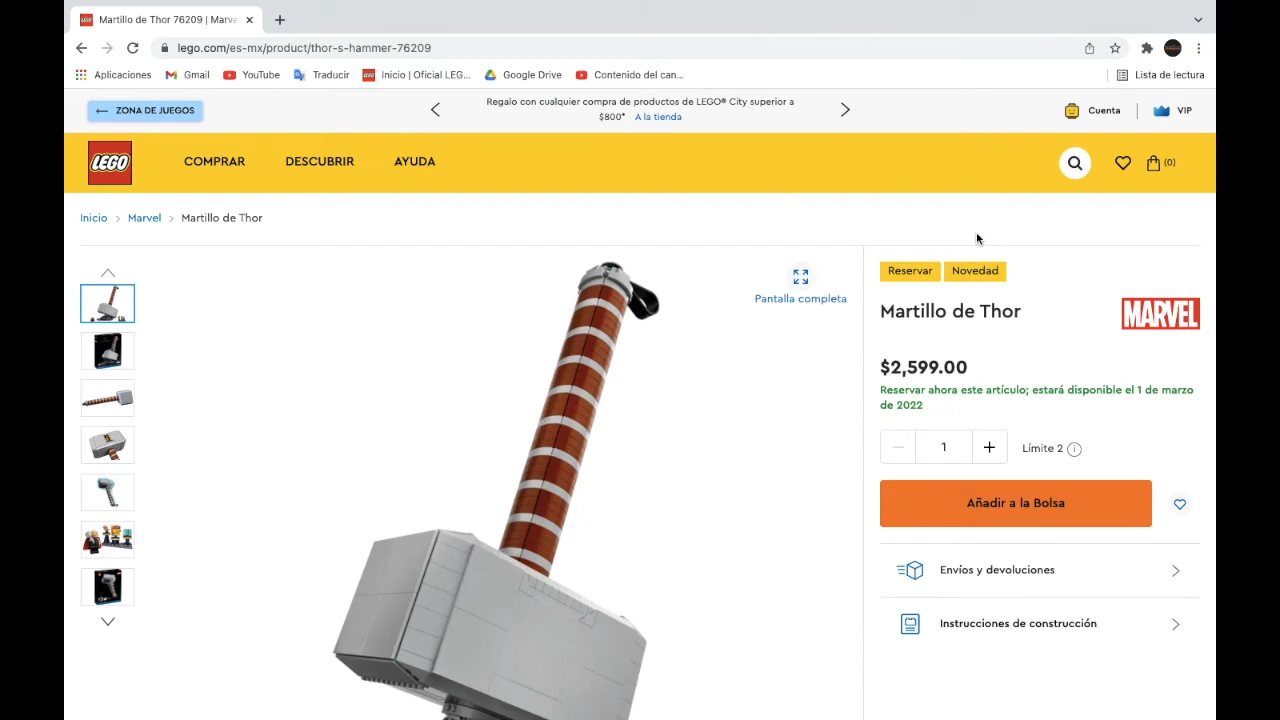 Martillo de Thor 76209 | Marve
lego.com/es-mx/product/thor-s-hammer-76209
Aplicaciones
Gmail
YouTube
Traducir
Inicio | Oficial LEG...
Google Drive
Contenido del can...
Lista de lectura
ZONA DE JUEGOS
Regalo con cualquier compra de productos de LEGO® City superior a
$800* A la tienda
Cuenta
VIP
LEGO
COMPRAR
DESCUBRIR
AYUDA
(0)
Inicio > Marvel > Martillo de Thor
Pantalla completa
Reservar
Novedad
Martillo de Thor
MARVEL
$2,599.00
Reservar ahora este artículo; estará disponible el 1 de marzo
de 2022
1
Límite 2
Añadir a la Bolsa
Envíos y devoluciones
Instrucciones de construcción